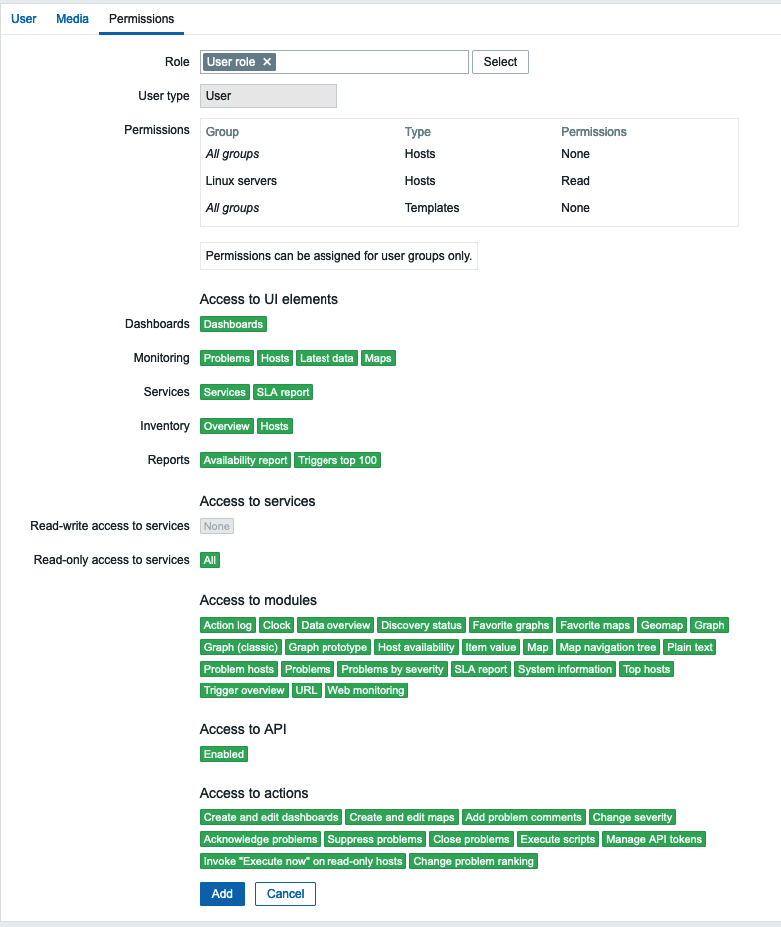 User Media Permissions
Role User role × Select
User type User
Permissions Group Type Permissions
All groups Hosts None
Linux servers Hosts Read
All groups Templates None
Permissions can be assigned for user groups only.
Access to UI elements
Dashboards Dashboards
Monitoring Problems Hosts Latest data Maps
Services Services SLA report
Inventory Overview Hosts
Reports Availability report Triggers top 100
Access to services
Read-write access to services None
Read-only access to services All
Access to modules
Action log Clock Data overview Discovery status Favorite graphs Favorite maps Geomap Graph
Graph (classic) Graph prototype Host availability Item value Map Map navigation tree Plain text
Problem hosts Problems Problems by severity SLA report System information Top hosts
Trigger overview URL Web monitoring
Access to API
Enabled
Access to actions
Create and edit dashboards Create and edit maps Add problem comments Change severity
Acknowledge problems Suppress problems Close problems Execute scripts Manage API tokens
Invoke "Execute now" on read-only hosts Change problem ranking
Add Cancel